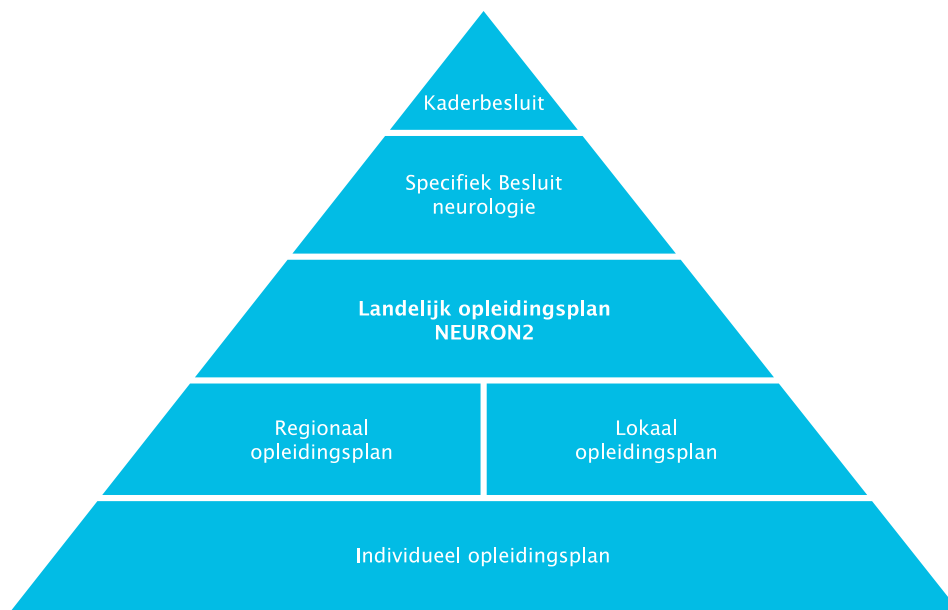 Kaderbesluit
Specifiek Besluit
neurologie
Landelijk opleidingsplan
NEURON2
Regionaal
opleidingsplan
Lokaal
opleidingsplan
Individueel opleidingsplan